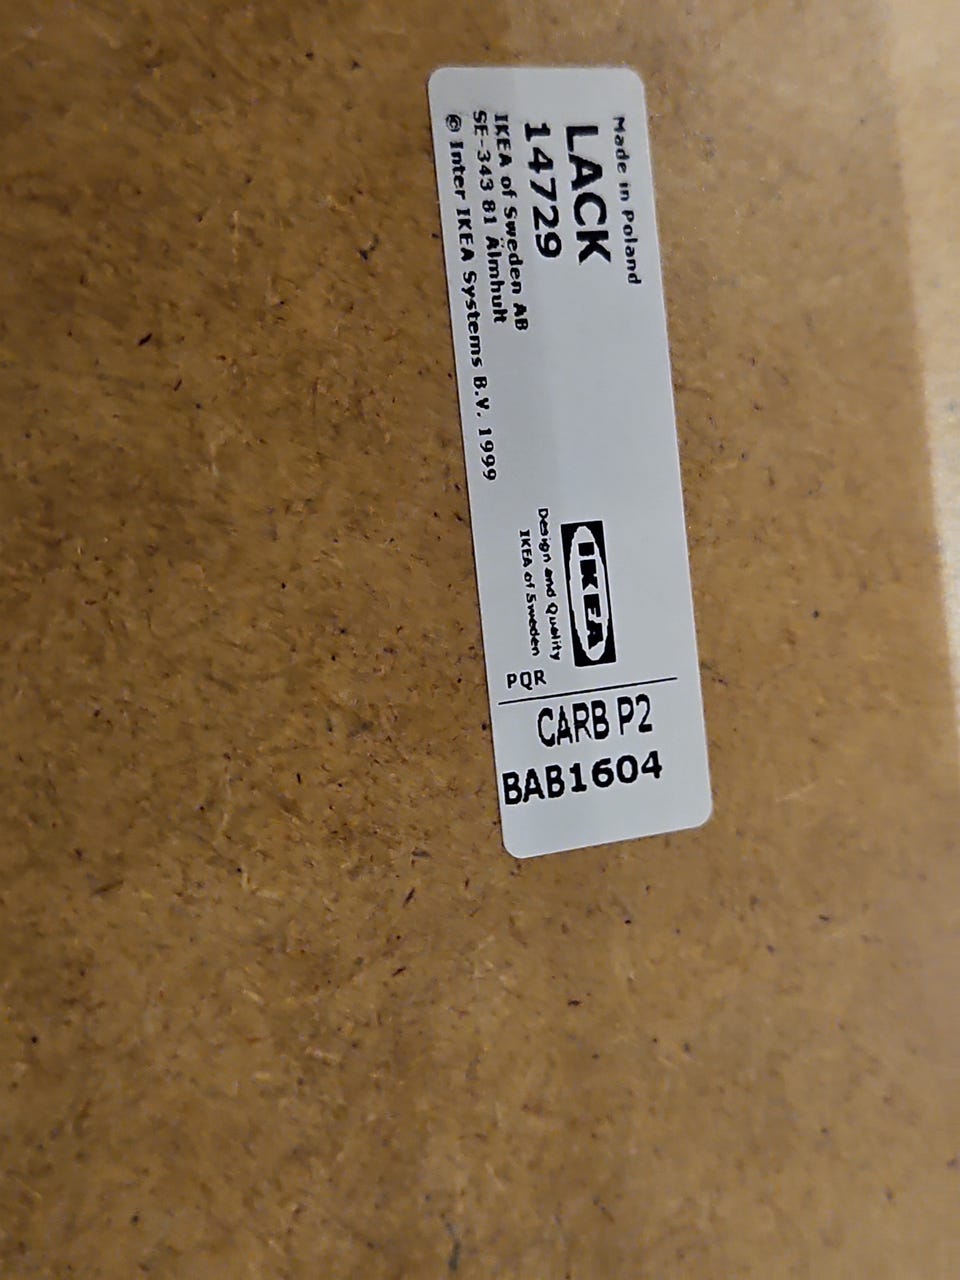 Made in Poland
LACK
14729
IKEA of Sweden AB
SE-343 81 Älmhult
© Inter IKEA Systems B.V. 1999
IKEA
Design and Quality
IKEA of Sweden
PQR
CARB P2
BAB1604